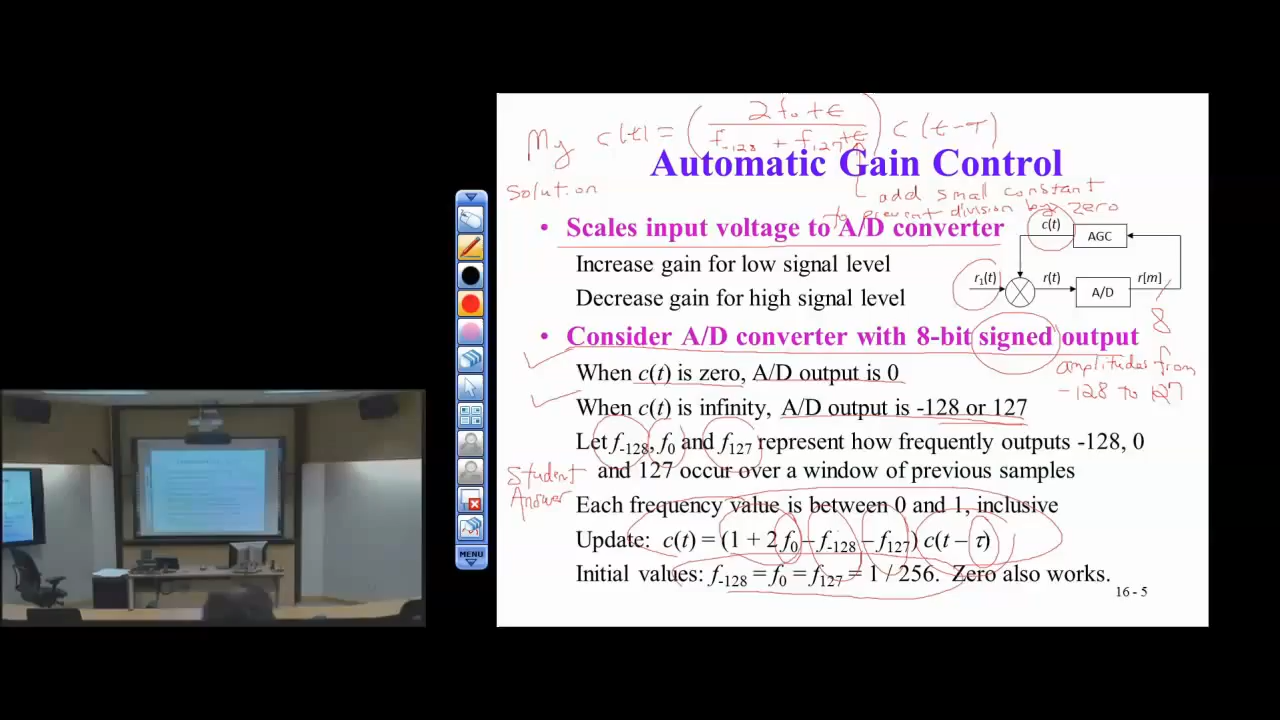 My c(t) = ( 2 f0 + ε / f-128 + f127 + ε ) c (t-τ)
Automatic Gain Control
Solution
add small constant
to prevent division by zero
• Scales input voltage to A/D converter
Increase gain for low signal level
Decrease gain for high signal level
c(t)
AGC
r1(t)
r(t)
A/D
r[m]
8
• Consider A/D converter with 8-bit signed output
amplitudes from
-128 to 127
When c(t) is zero, A/D output is 0
When c(t) is infinity, A/D output is -128 or 127
Let f-128, f0 and f127 represent how frequently outputs -128, 0
and 127 occur over a window of previous samples
Student
Answer
Each frequency value is between 0 and 1, inclusive
Update: c(t) = (1 + 2 f0 – f-128 – f127) c(t – τ)
Initial values: f-128 = f0 = f127 = 1 / 256. Zero also works.
16 - 5
MENU